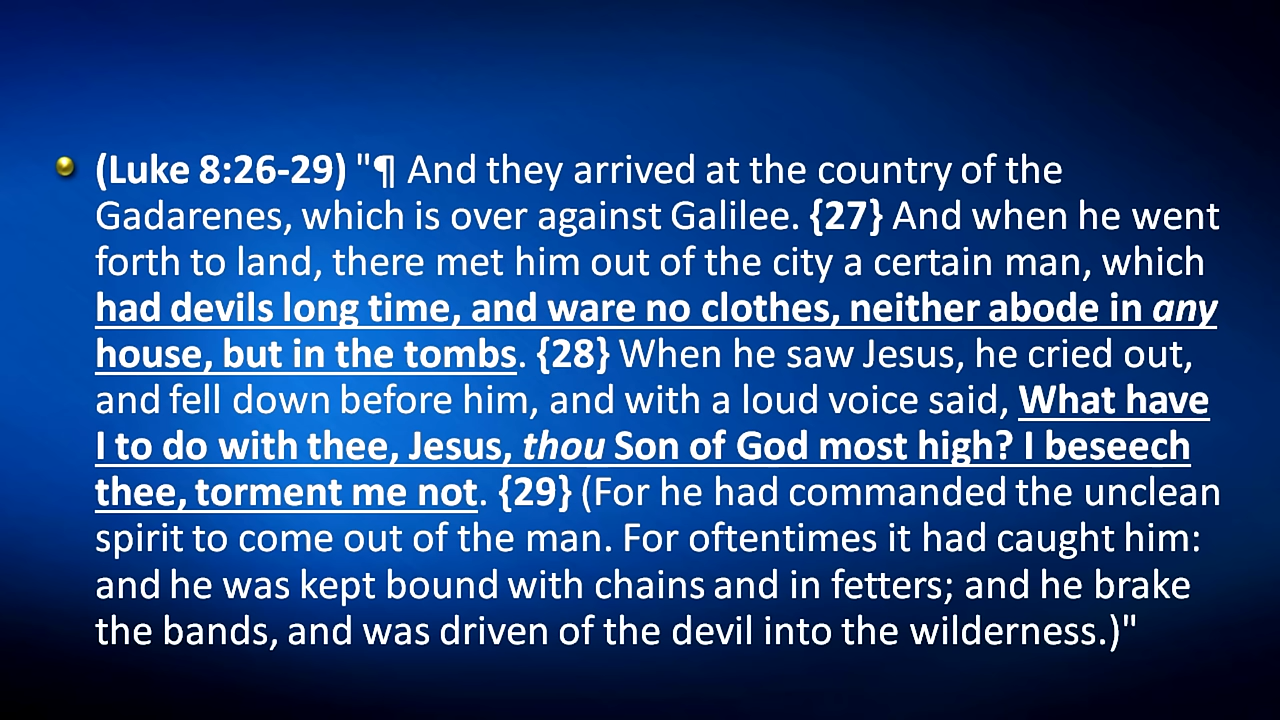 (Luke 8:26-29) "¶ And they arrived at the country of the
Gadarenes, which is over against Galilee. {27} And when he went
forth to land, there met him out of the city a certain man, which
had devils long time, and ware no clothes, neither abode in any
house, but in the tombs. {28} When he saw Jesus, he cried out,
and fell down before him, and with a loud voice said, What have
I to do with thee, Jesus, thou Son of God most high? I beseech
thee, torment me not. {29} (For he had commanded the unclean
spirit to come out of the man. For oftentimes it had caught him:
and he was kept bound with chains and in fetters; and he brake
the bands, and was driven of the devil into the wilderness.)"